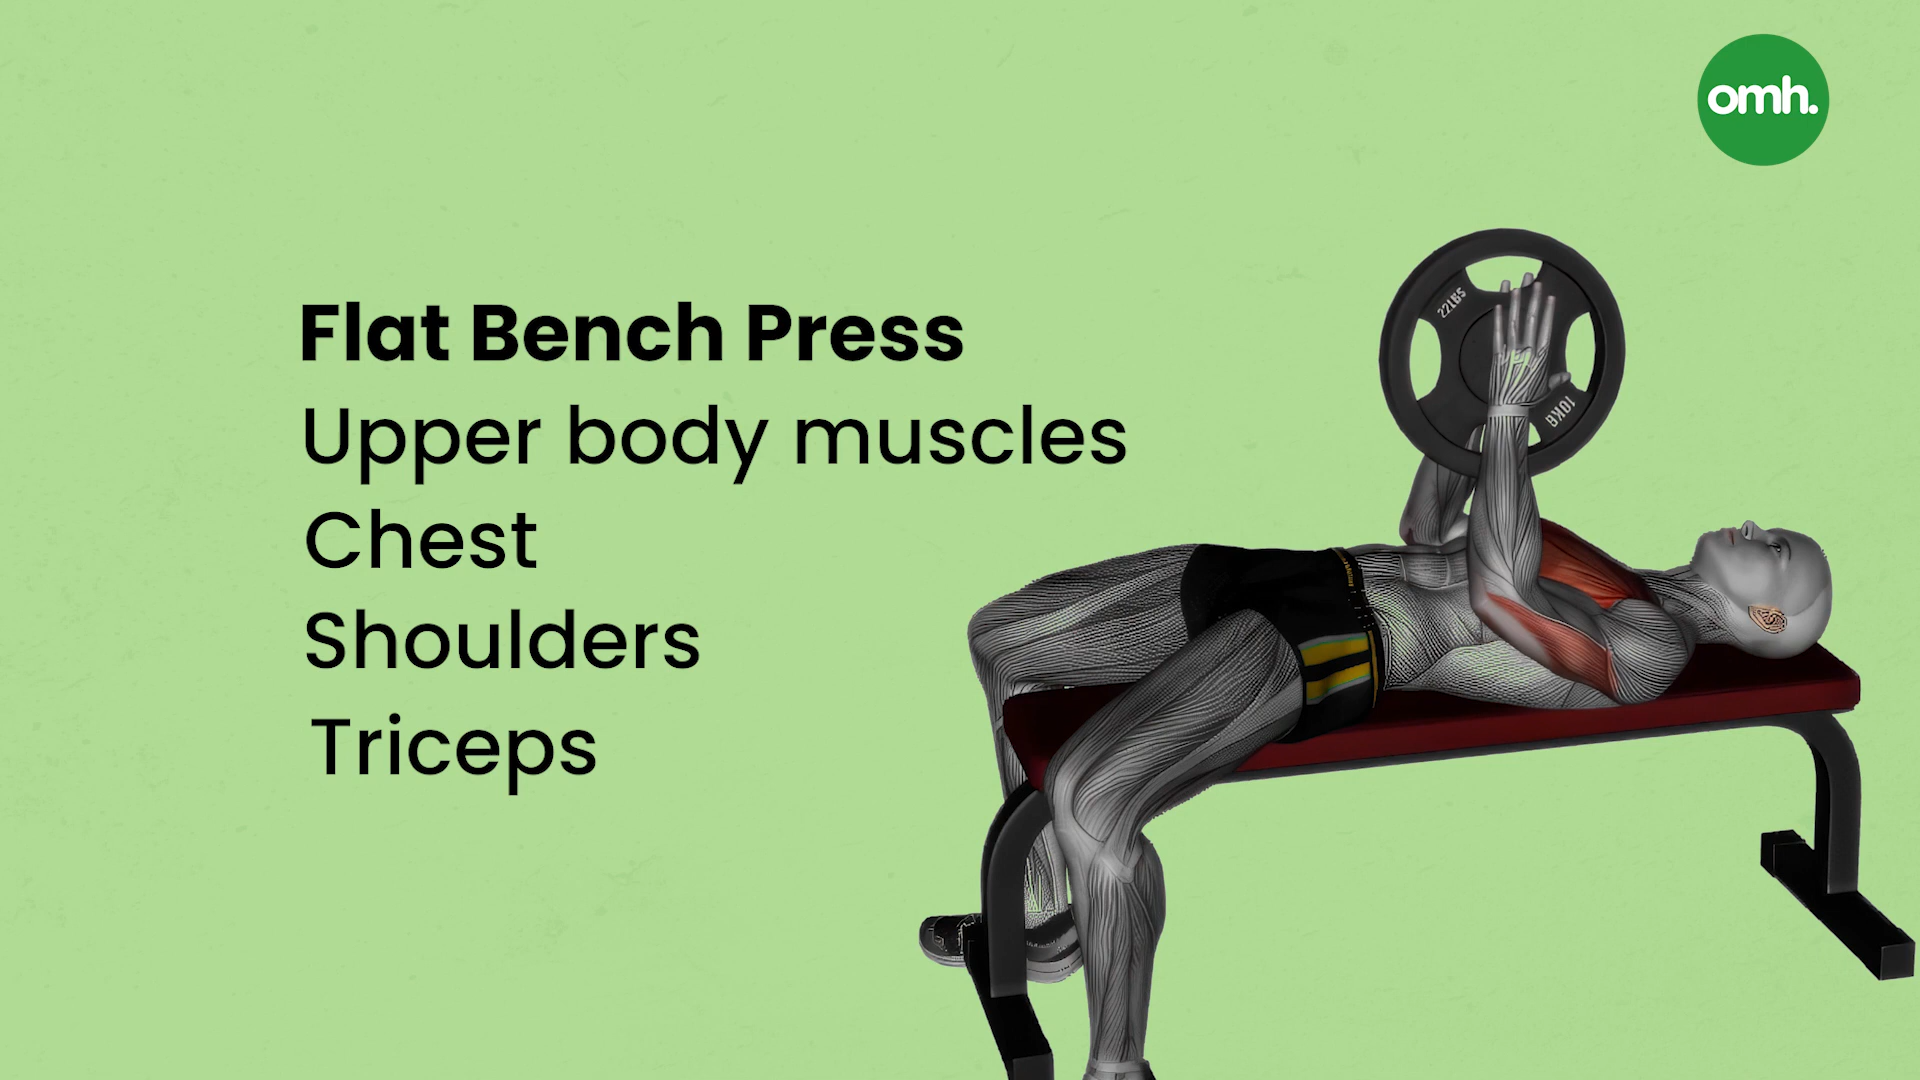 omh.
Flat Bench Press
Upper body muscles
Chest
Shoulders
Triceps
22LBS
10KG